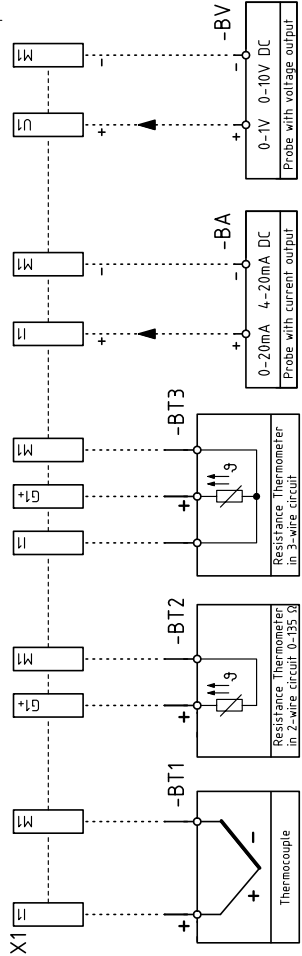 X1
I1
M1
G1+
M1
I1
G1+
M1
I1
M1
U1
M1
+ - + -
-BT1
-BT2
-BT3
-BA
-BV
+ + + + - + -
+ -
ϑ
ϑ
0-20mA 4-20mA DC
0-1V 0-10V DC
Thermocouple
Resistance Thermometer
in 2-wire circuit 0-135 Ω
Resistance Thermometer
in 3-wire circuit
Probe with current output
Probe with voltage output